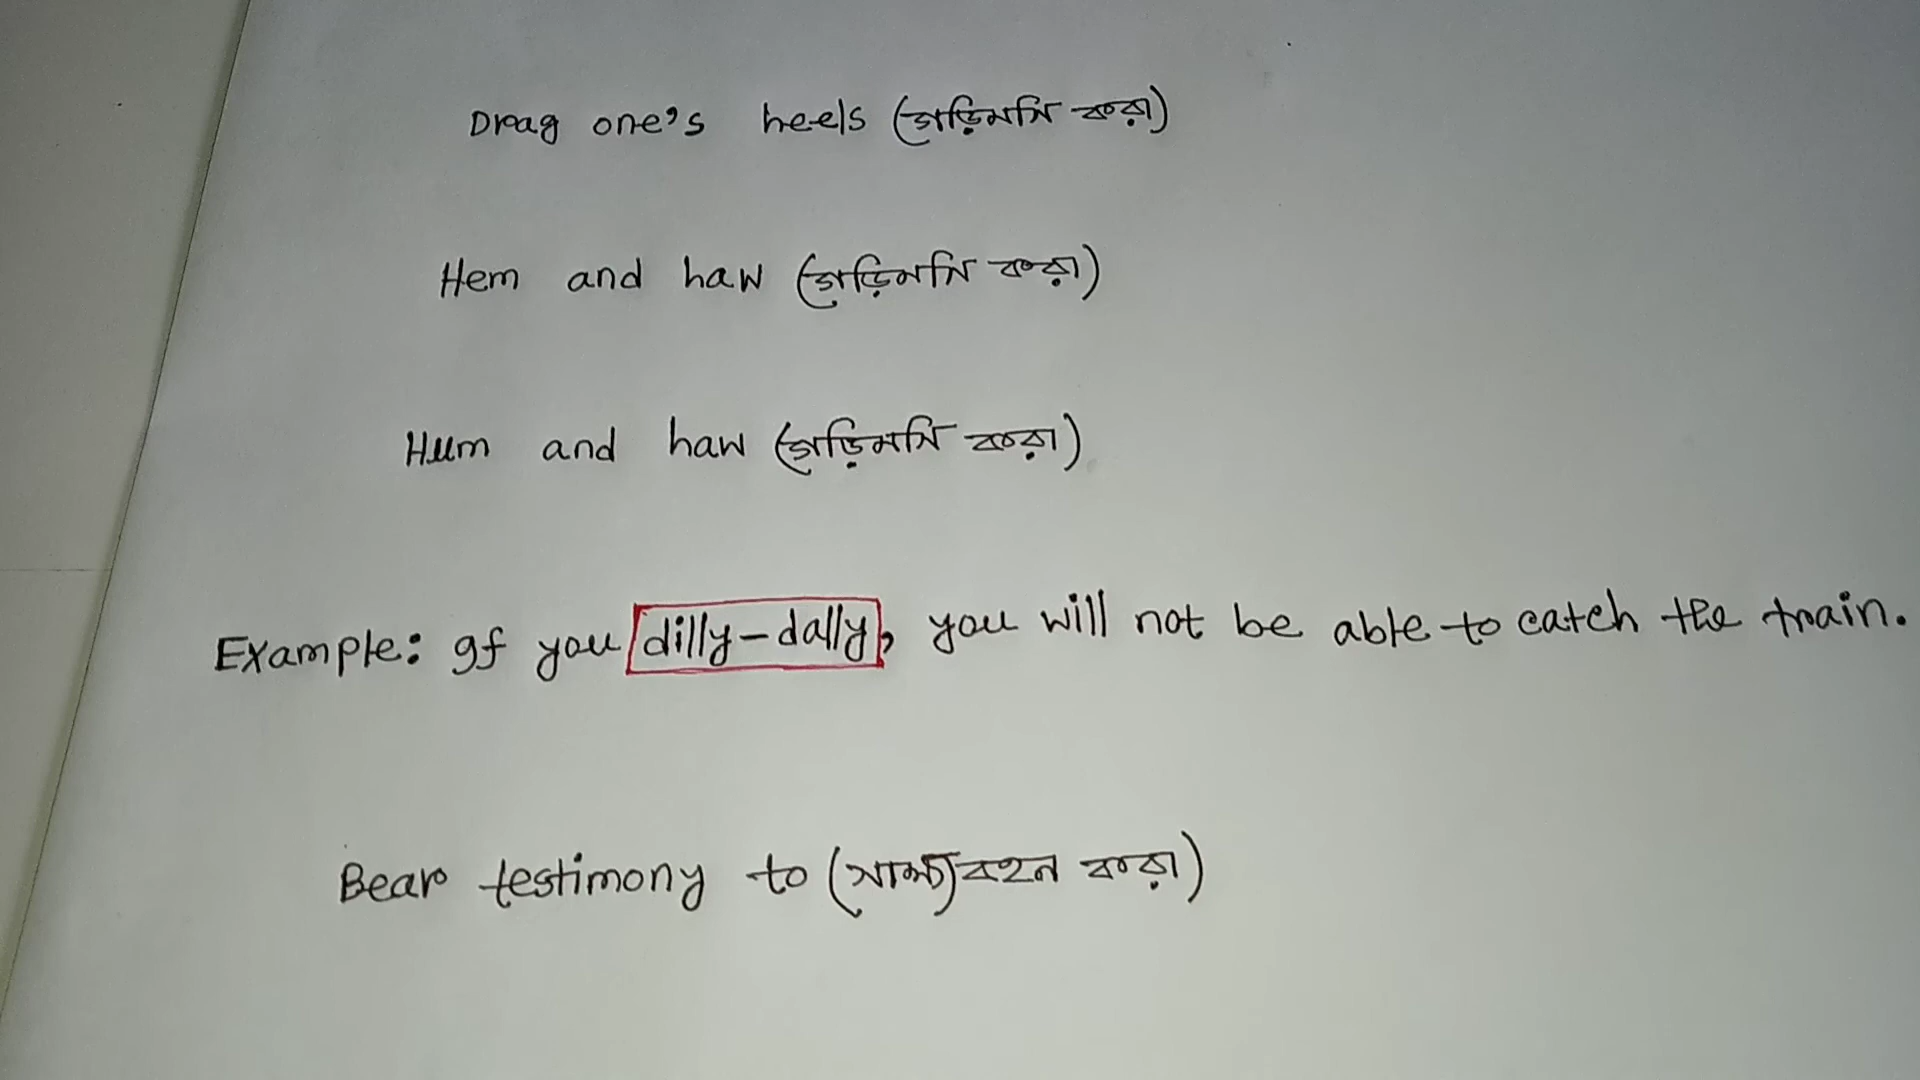 Drag one's heels (গড়িমসি করা)
Hem and haw (গড়িমসি করা)
Hum and haw (গড়িমসি করা)
Example: If you dilly-dally, you will not be able to catch the train.
Bear testimony to (সাক্ষ্য বহন করা)